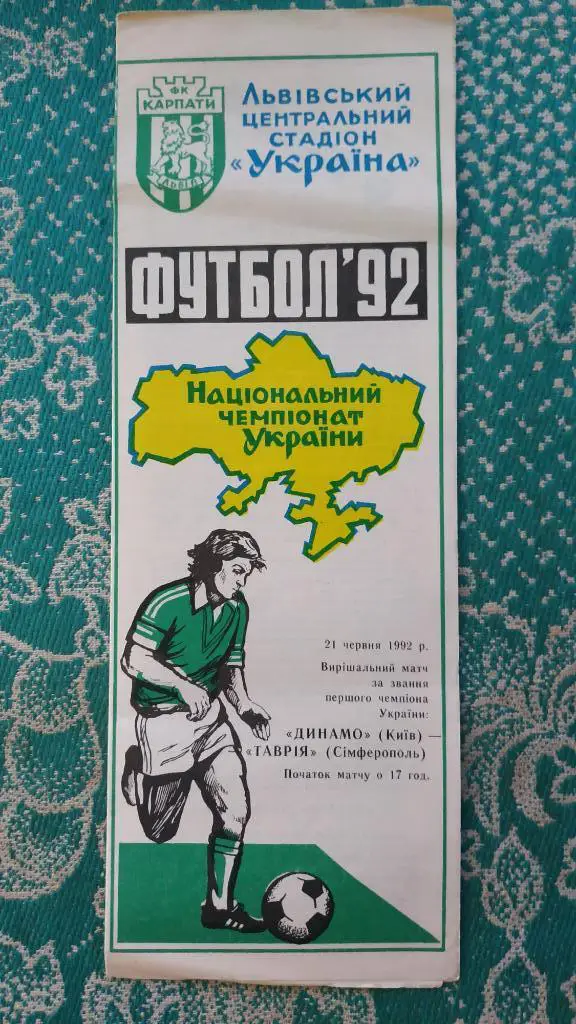 ФК
КАРПАТИ
ЛЬВІВ
ЛЬВІВСЬКИЙ
ЦЕНТРАЛЬНИЙ
СТАДІОН
«УКРАЇНА»
ФУТБОЛ'92
НАЦІОНАЛЬНИЙ
ЧЕМПІОНАТ
УКРАЇНИ
21 червня 1992 р.
Вирішальний матч
за звання
першого чемпіона
України:
«ДИНАМО» (Київ) —
«ТАВРІЯ» (Сімферополь)
Початок матчу о 17 год.